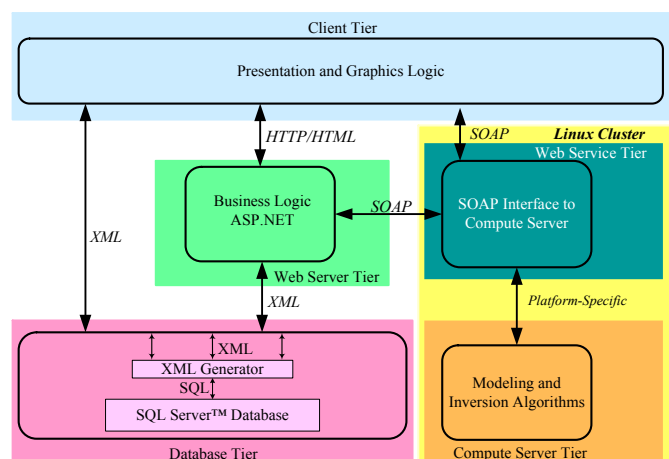 Client Tier
Presentation and Graphics Logic
HTTP/HTML
SOAP
Linux Cluster
Web Service Tier
Business Logic
ASP.NET
SOAP
SOAP Interface to
Compute Server
XML
Web Server Tier
XML
Platform-Specific
XML
XML Generator
SQL
SQL Server™ Database
Database Tier
Modeling and
Inversion Algorithms
Compute Server Tier